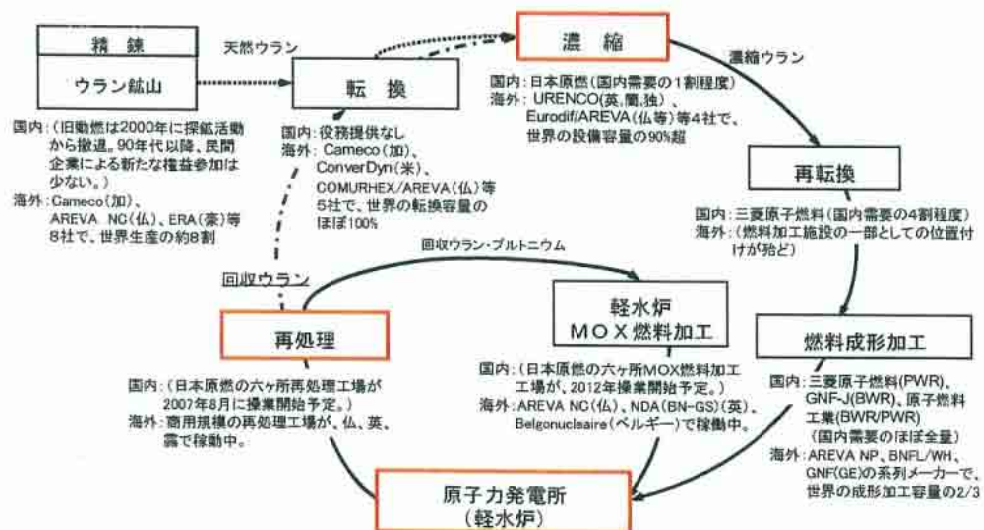 精 錬
ウラン鉱山
国内：(旧動燃は2000年に探鉱活動
から撤退。90年代以降、民間
企業による新たな権益参加は
少ない。)
海外：Cameco(加)、
AREVA NC(仏)、ERA(豪)等
8社で、世界生産の約8割
天然ウラン
転 換
国内：役務提供なし
海外：Cameco(加)、
ConverDyn(米)、
COMURHEX/AREVA(仏)等
5社で、世界の転換容量の
ほぼ100%
濃 縮
国内：日本原燃(国内需要の1割程度)
海外：URENCO(英,蘭,独)、
Eurodif/AREVA(仏等)等4社で、
世界の設備容量の90%超
濃縮ウラン
再転換
国内：三菱原子燃料(国内需要の4割程度)
海外：(燃料加工施設の一部としての位置付
けが殆ど)
回収ウラン・プルトニウム
回収ウラン
再処理
国内：(日本原燃の六ヶ所再処理工場が
2007年8月に操業開始予定。)
海外：商用規模の再処理工場が、仏、英、
露で稼動中。
軽水炉
MOX燃料加工
国内：(日本原燃の六ヶ所MOX燃料加工
工場が、2012年操業開始予定。)
海外：AREVA NC(仏)、NDA(BN-GS)(英)、
Belgonuclsaire(ベルギー)で稼働中。
燃料成形加工
国内：三菱原子燃料(PWR)、
GNF-J(BWR)、原子燃料
工業(BWR/PWR)
(国内需要のほぼ全量)
海外：AREVA NP、BNFL/WH、
GNF(GE)の系列メーカーで、
世界の成形加工容量の2/3
原子力発電所
(軽水炉)